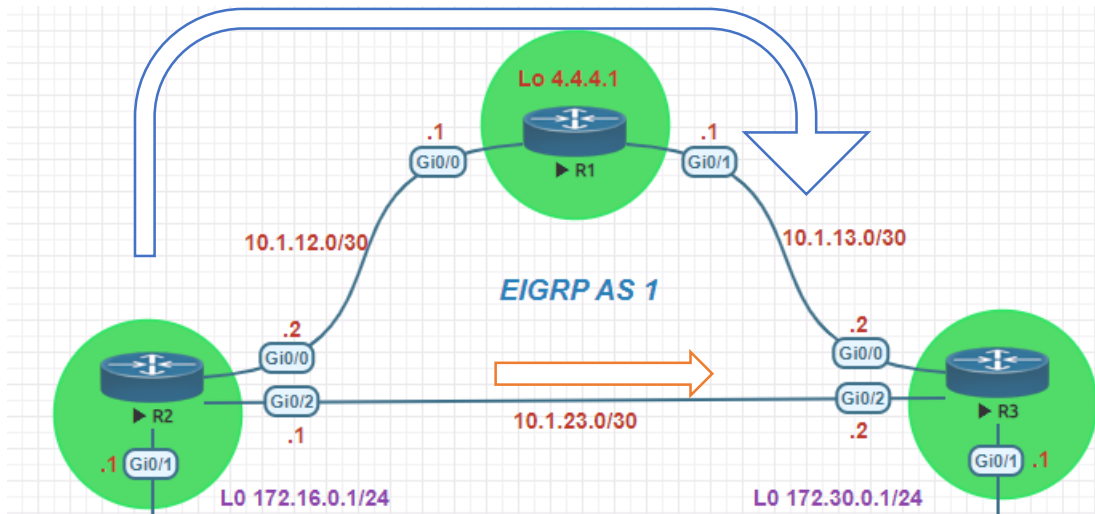 Lo 4.4.4.1
.1
.1
Gi0/0
Gi0/1
R1
10.1.12.0/30
10.1.13.0/30
EIGRP AS 1
.2
.2
Gi0/0
Gi0/0
Gi0/2
Gi0/2
R2
R3
10.1.23.0/30
.1
.2
.1
Gi0/1
Gi0/1
.1
L0 172.16.0.1/24
L0 172.30.0.1/24